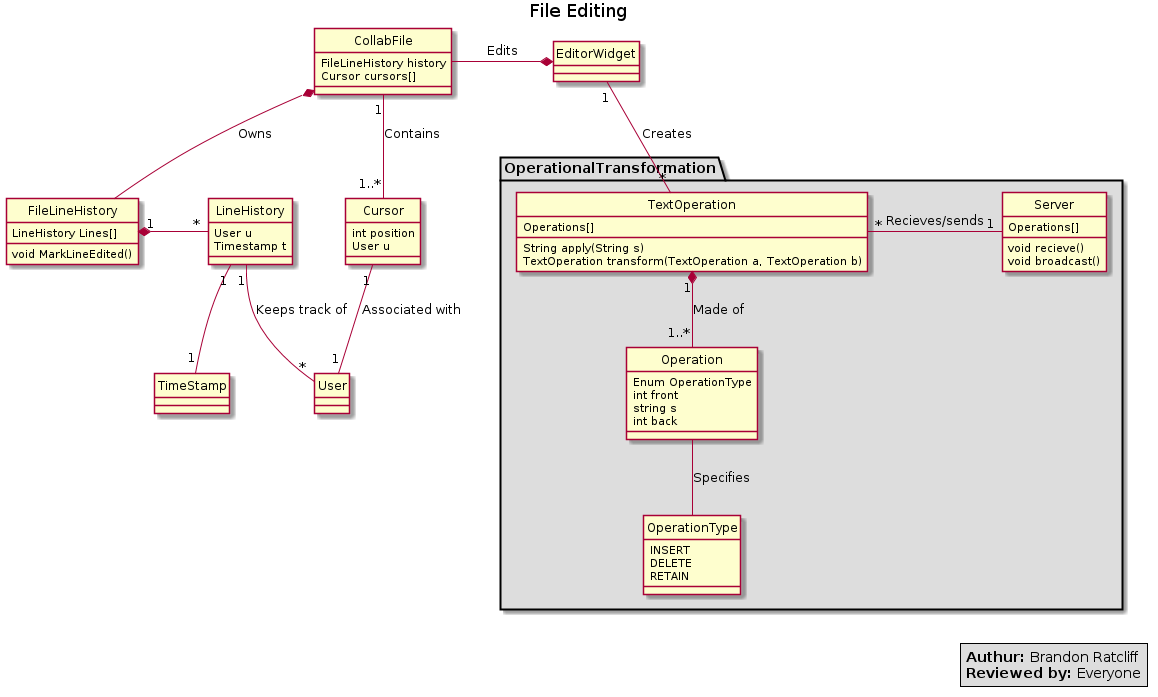 File Editing
CollabFile
FileLineHistory history
Cursor cursors[]
Edits
EditorWidget
1
1
Owns
Contains
Creates
1..*
*
OperationalTransformation
FileLineHistory
LineHistory Lines[]
void MarkLineEdited()
1
*
LineHistory
User u
Timestamp t
Cursor
int position
User u
TextOperation
Operations[]
String apply(String s)
TextOperation transform(TextOperation a, TextOperation b)
* Recieves/sends 1
Server
Operations[]
void recieve()
void broadcast()
1
1
1
1
Keeps track of
Associated with
Made of
1
*
1
1..*
TimeStamp
User
Operation
Enum OperationType
int front
string s
int back
Specifies
OperationType
INSERT
DELETE
RETAIN
Authur: Brandon Ratcliff
Reviewed by: Everyone